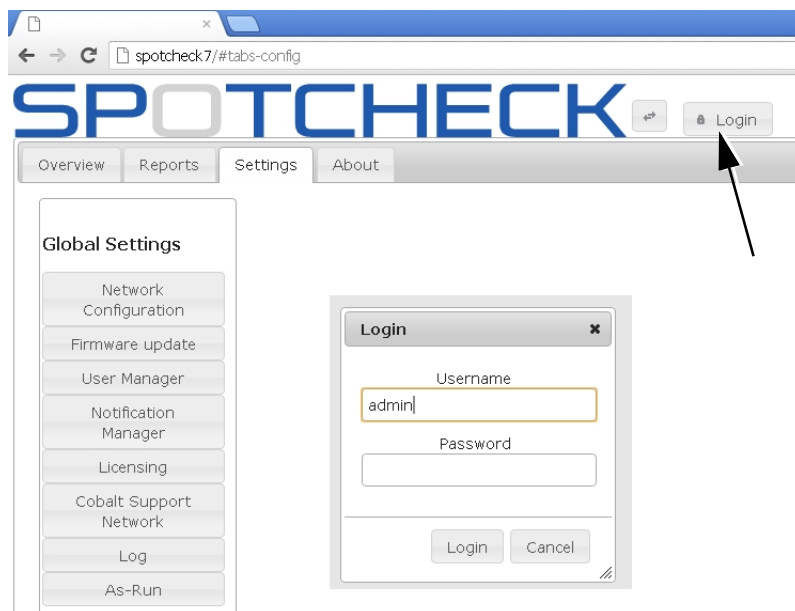 spotcheck7/#tabs-config
SPOTCHECK
Login
Overview Reports Settings About
Global Settings
Network
Configuration
Firmware update
User Manager
Notification
Manager
Licensing
Cobalt Support
Network
Log
As-Run
Login
Username
admin
Password
Login Cancel